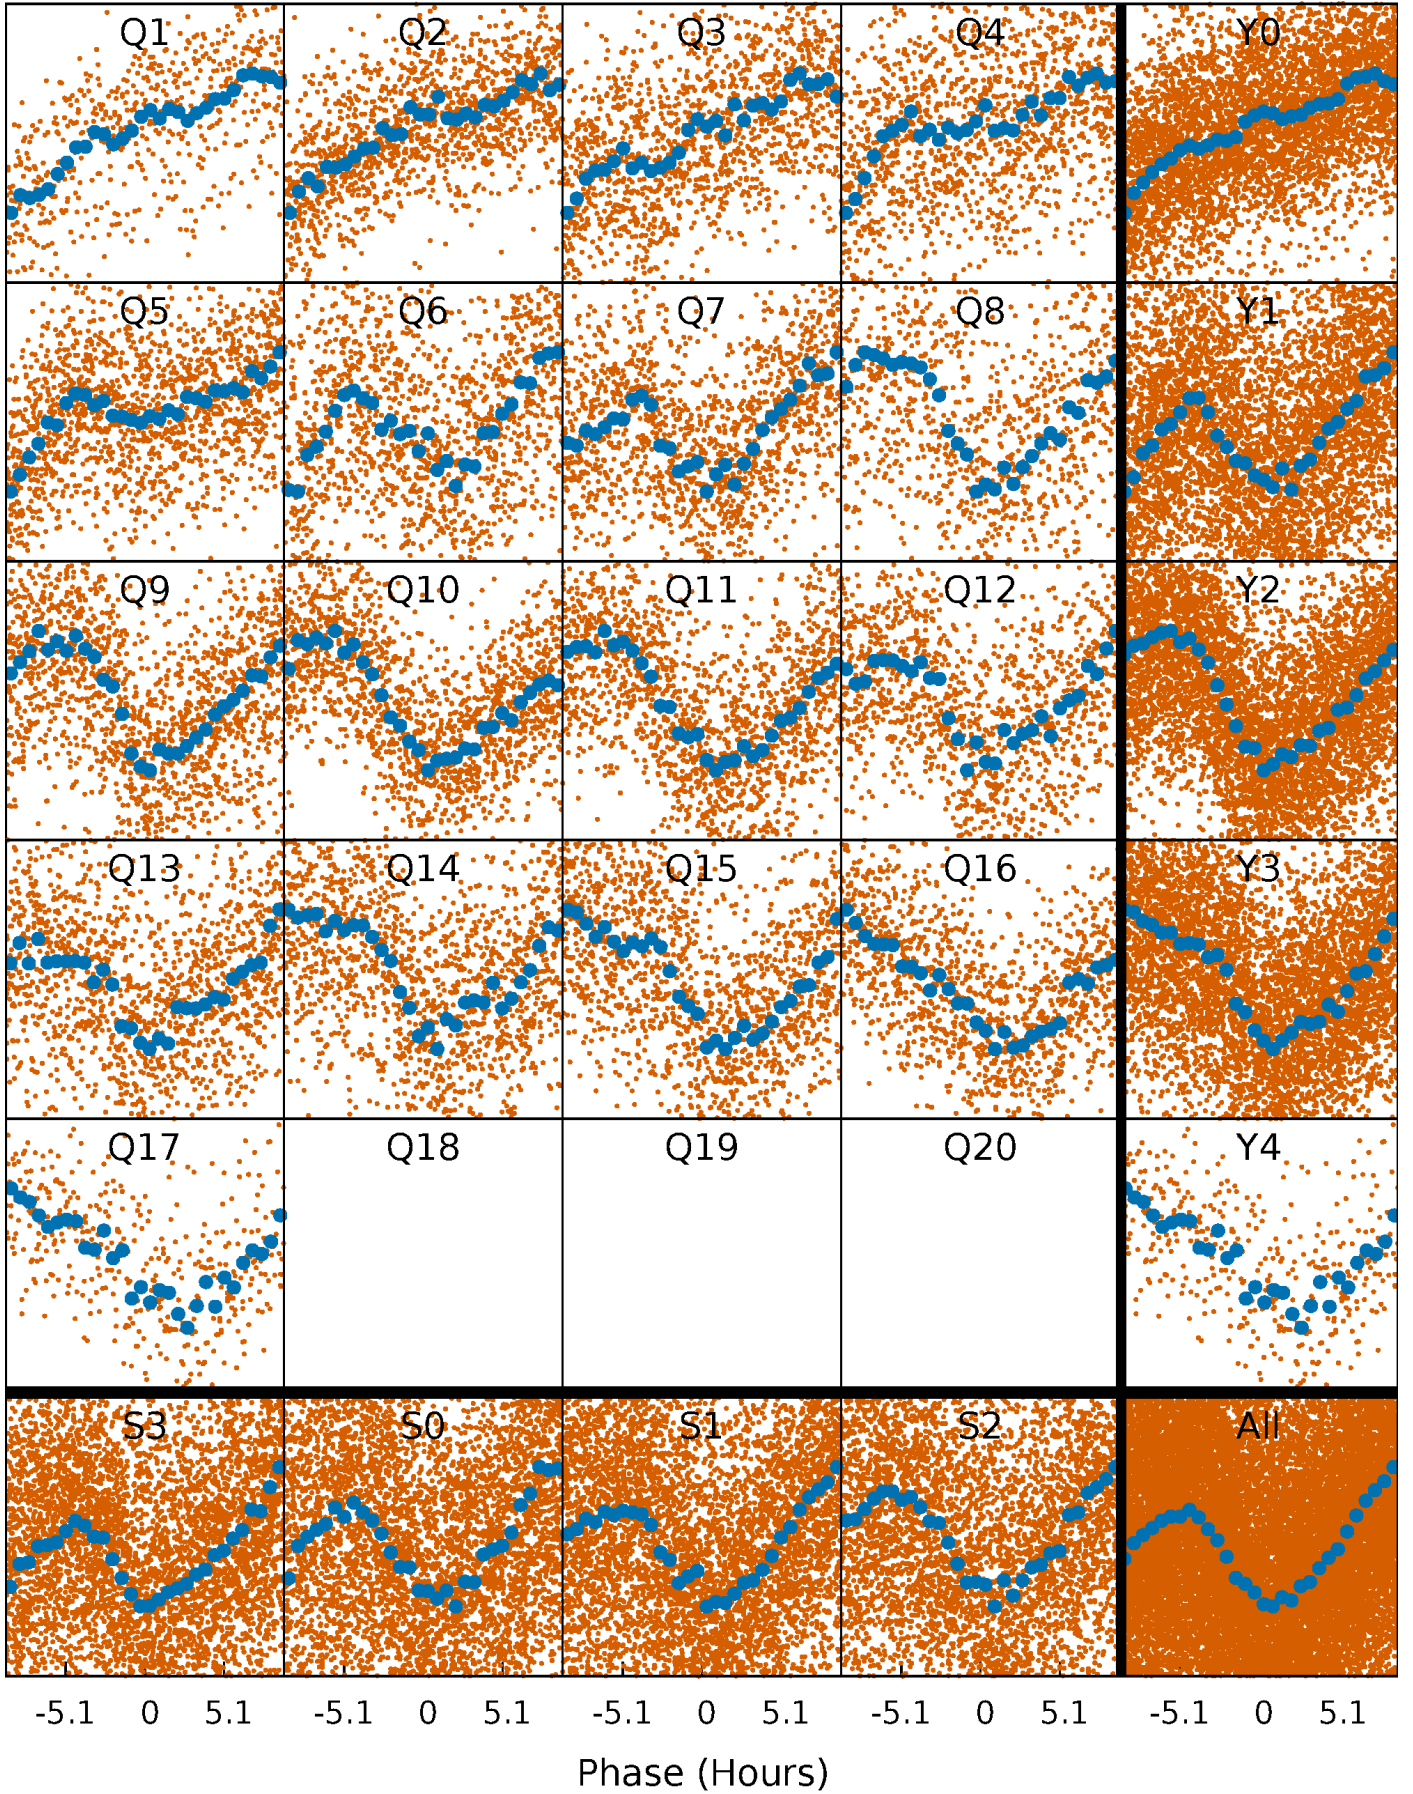 Q1 Q2 Q3 Q4 Y0
Q5 Q6 Q7 Q8 Y1
Q9 Q10 Q11 Q12 Y2
Q13 Q14 Q15 Q16 Y3
Q17 Q18 Q19 Q20 Y4
S3 S0 S1 S2 All
-5.1 0 5.1 -5.1 0 5.1 -5.1 0 5.1 -5.1 0 5.1 -5.1 0 5.1
Phase (Hours)